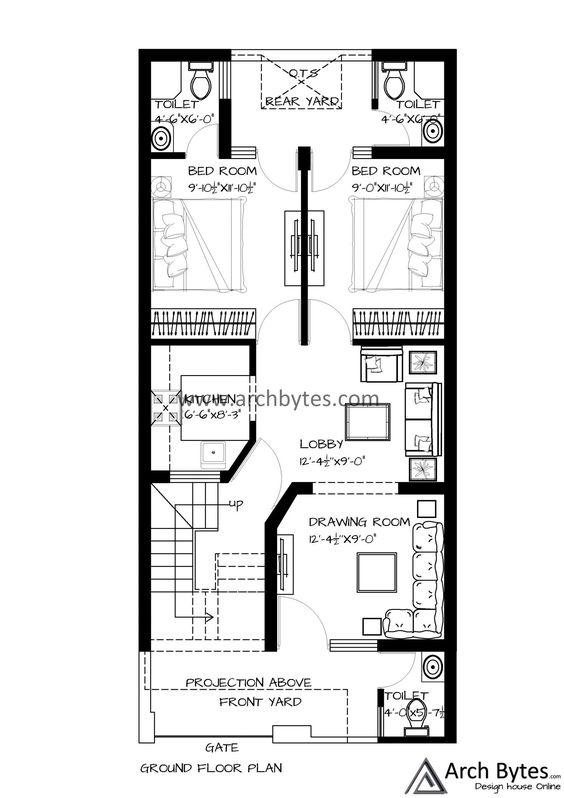 O.T.S
REAR YARD
TOILET
4'-6"X6'-0"
TOILET
4'-6"X6'-0"
BED ROOM
9'-10½"X11'-10½"
BED ROOM
9'-0"X11'-10½"
www.archbytes.com
KITCHEN
6'-6"X8'-3"
LOBBY
12'-4½"X9'-0"
UP
DRAWING ROOM
12'-4½"X9'-0"
PROJECTION ABOVE
FRONT YARD
TOILET
4'-0"X5'-7½
GATE
GROUND FLOOR PLAN
Arch Bytes.com
Design house Online